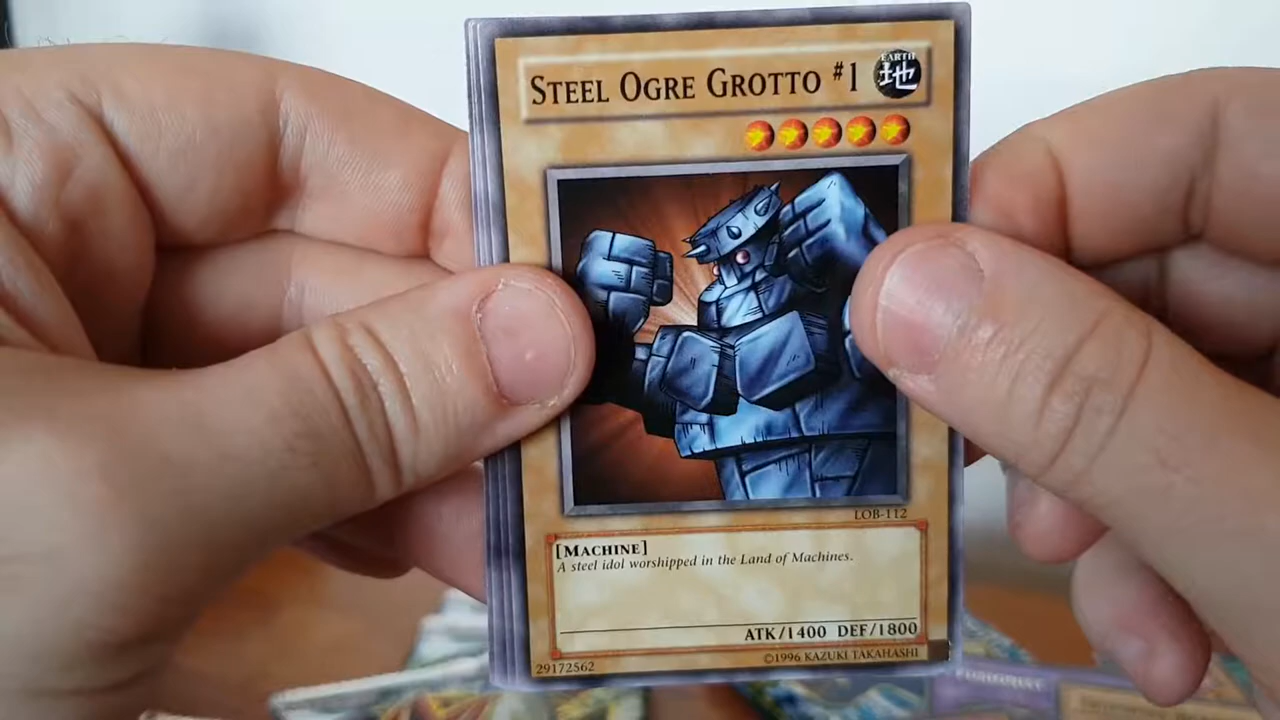 STEEL OGRE GROTTO #1
EARTH
地
LOB-112
[MACHINE]
A steel idol worshipped in the Land of Machines.
ATK/1400 DEF/1800
29172562
©1996 KAZUKI TAKAHASHI